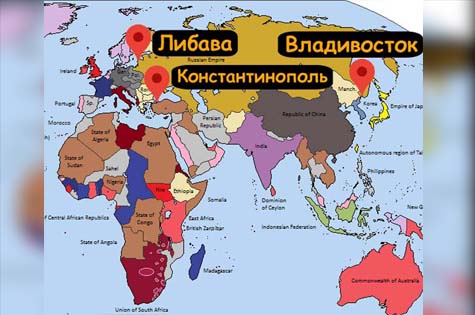 Либава
Владивосток
Константинополь
Russian Empire
Ireland
Portugal
Sp.
Morocco
Manch.
Korea
Empire of Japan
Persian
Republic
Republic of China
State of
Algeria
Egypt
India
State of
Sudan
Sahel
Nigeria
Ethiopia
Nile
Somalia
Philippines
Autonomous region of Tai
Dominion
of Ceylon
Indonesian Federation
of Central African Republics
State of
Congo
East Africa
British Zanzibar
State of Angola
Madagascar
Union of South Africa
Commonwealth of Australia